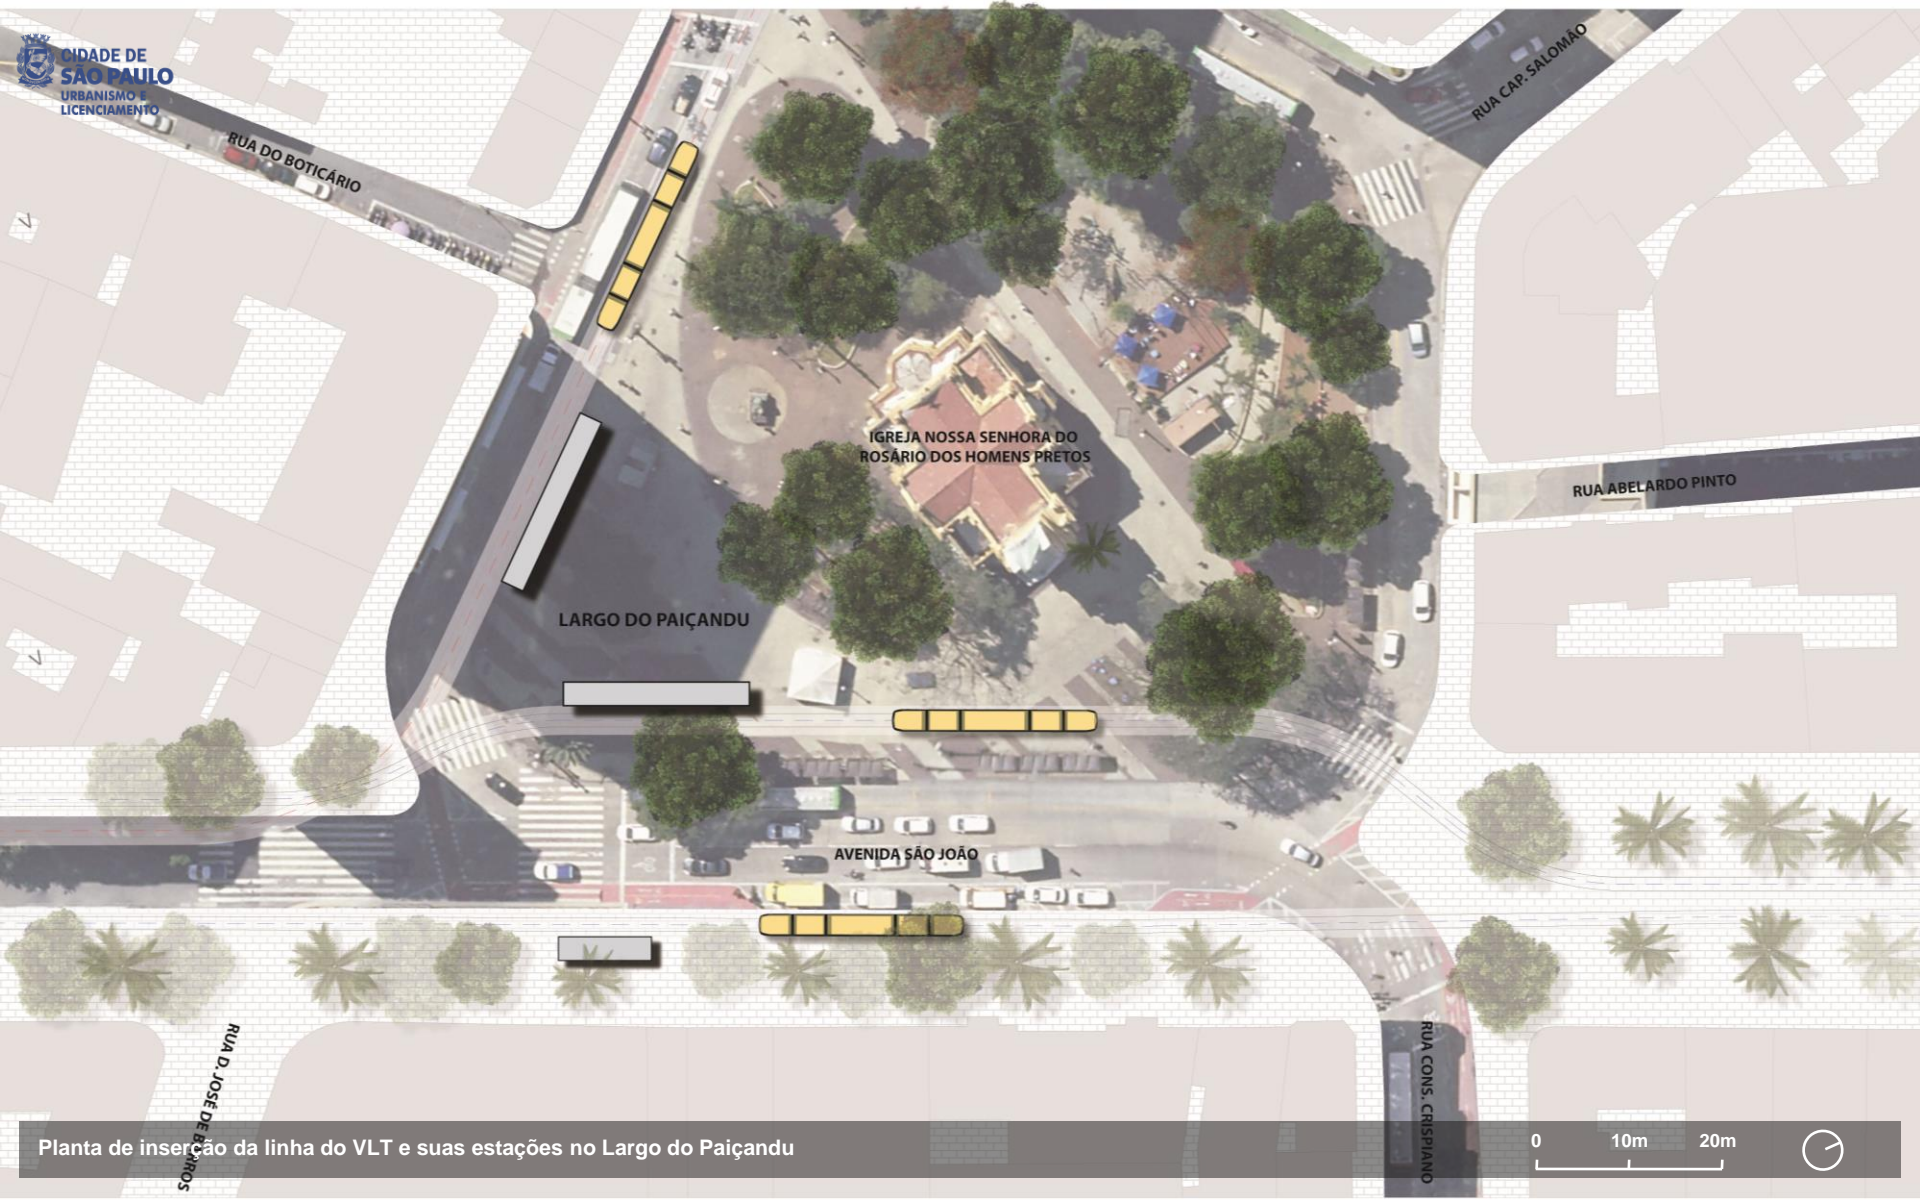 CIDADE DE
SÃO PAULO
URBANISMO E
LICENCIAMENTO
RUA DO BOTICÁRIO
RUA CAP. SALOMÃO
IGREJA NOSSA SENHORA DO
ROSÁRIO DOS HOMENS PRETOS
RUA ABELARDO PINTO
LARGO DO PAIÇANDU
AVENIDA SÃO JOÃO
RUA D. JOSÉ DE BARROS
RUA CONS. CRISPIANO
Planta de inserção da linha do VLT e suas estações no Largo do Paiçandu
0 10m 20m